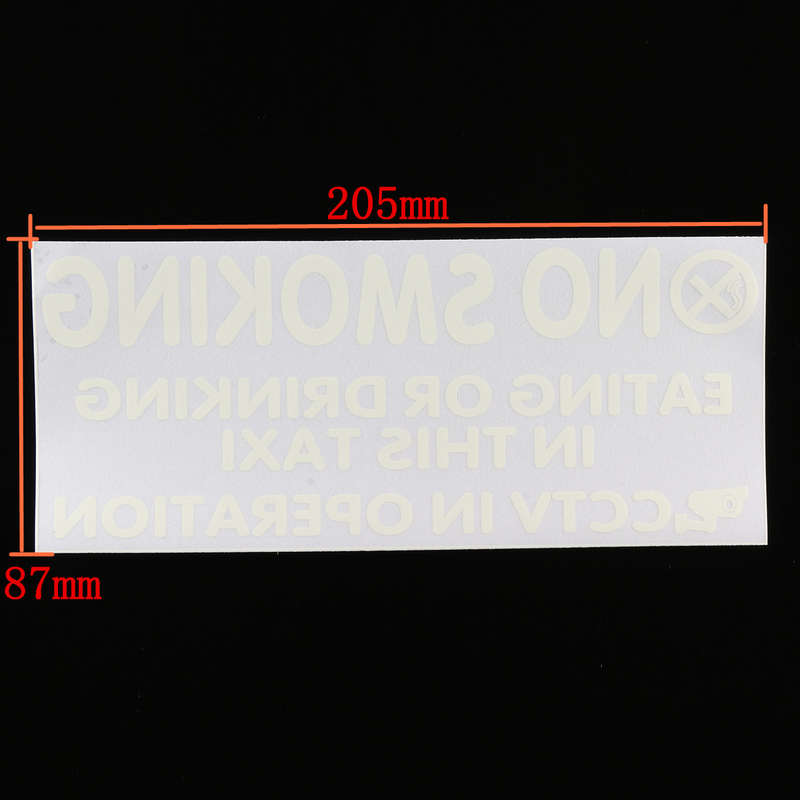 205mm
NO SMOKING
EATING OR DRINKING
IN THIS TAXI
CCTV IN OPERATION
87mm